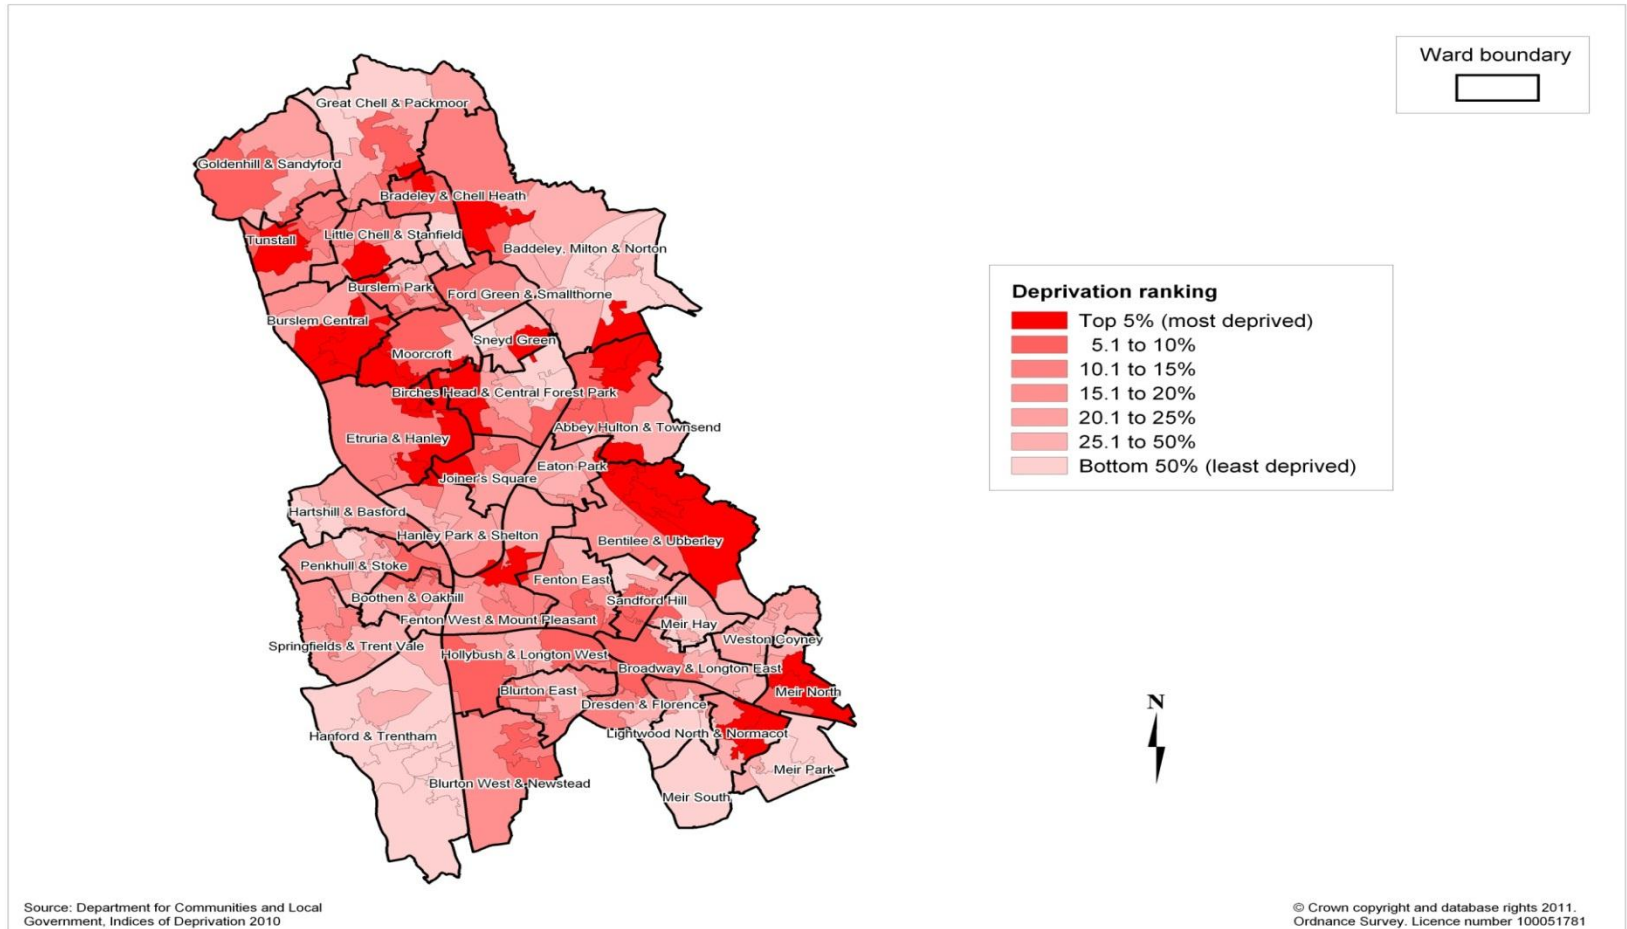 Ward boundary
Great Chell & Packmoor
Goldenhill & Sandyford
Bradeley & Chell Heath
Tunstall
Little Chell & Stanfield
Baddeley, Milton & Norton
Burslem Park
Ford Green & Smallthorne
Burslem Central
Sneyd Green
Moorcroft
Birches Head & Central Forest Park
Abbey Hulton & Townsend
Etruria & Hanley
Eaton Park
Joiner's Square
Hartshill & Basford
Hanley Park & Shelton
Bentilee & Ubberley
Penkhull & Stoke
Fenton East
Boothen & Oakhill
Sandford Hill
Fenton West & Mount Pleasant
Meir Hay
Weston Coyney
Springfields & Trent Vale
Hollybush & Longton West
Broadway & Longton East
Blurton East
Meir North
Dresden & Florence
Hanford & Trentham
Lightwood North & Normacot
Meir Park
Blurton West & Newstead
Meir South
Deprivation ranking
Top 5% (most deprived)
5.1 to 10%
10.1 to 15%
15.1 to 20%
20.1 to 25%
25.1 to 50%
Bottom 50% (least deprived)
N
Source: Department for Communities and Local
Government, Indices of Deprivation 2010
© Crown copyright and database rights 2011.
Ordnance Survey. Licence number 100051781